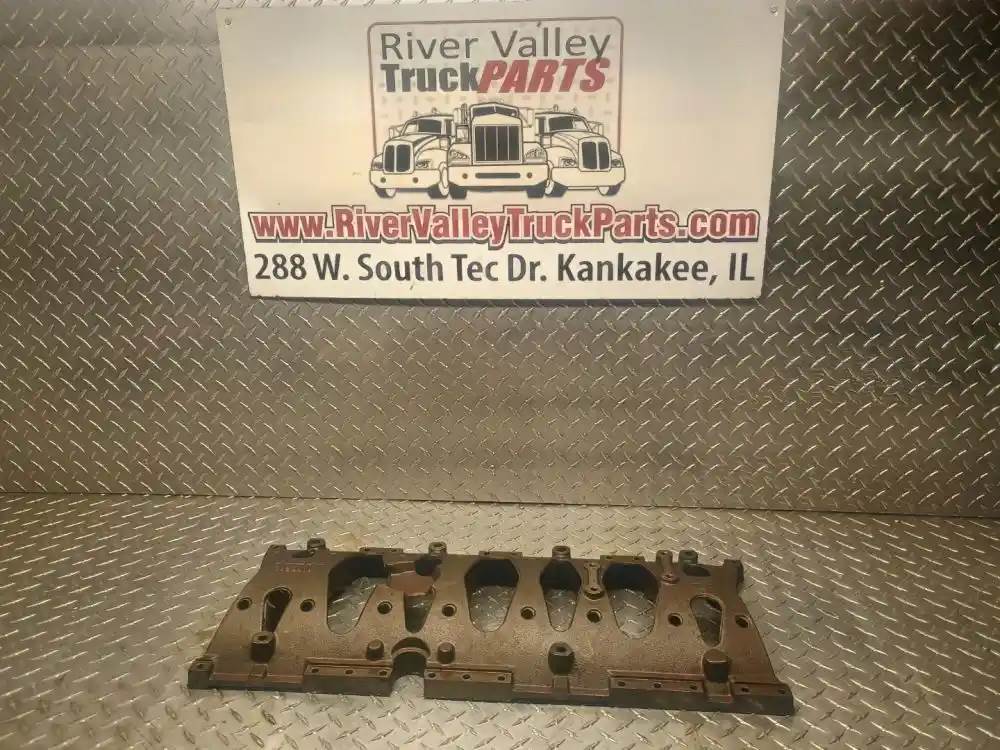 River Valley
TruckPARTS
www.RiverValleyTruckParts.com
288 W. South Tec Dr. Kankakee, IL